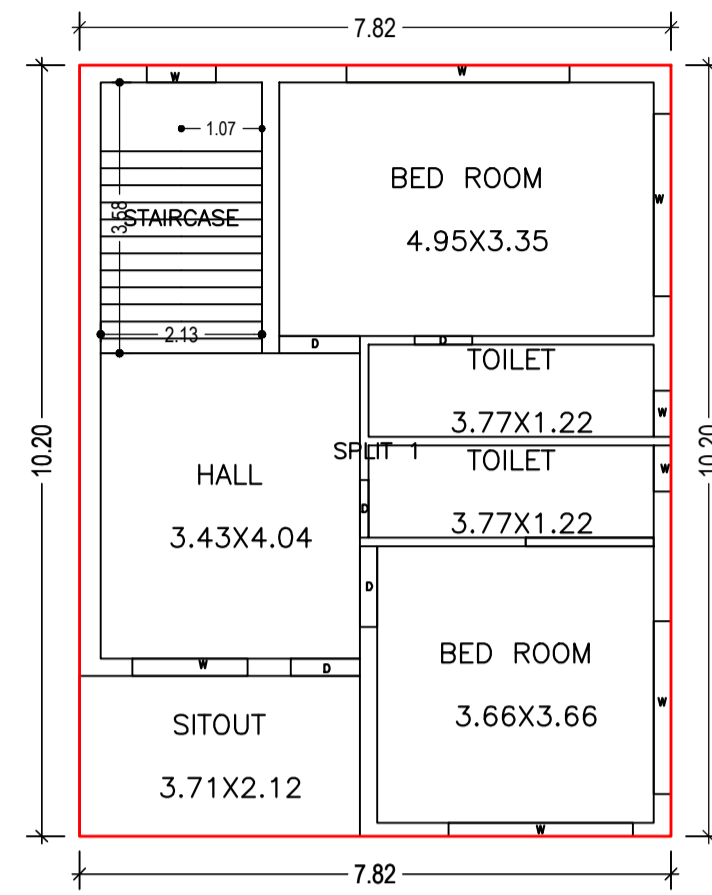 7.82
W
W
1.07
BED ROOM
W
3.58
STAIRCASE
4.95X3.35
2.13
D
D
TOILET
3.77X1.22
W
10.20
10.20
SPLIT 1
TOILET
W
HALL
3.77X1.22
D
3.43X4.04
D
BED ROOM
W
D
3.66X3.66
W
SITOUT
3.71X2.12
W
7.82